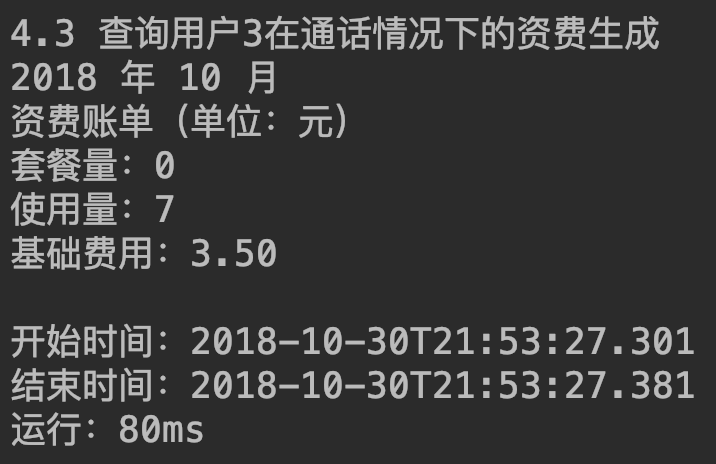 4.3 查询用户3在通话情况下的资费生成
2018 年 10 月
资费账单（单位：元）
套餐量：0
使用量：7
基础费用：3.50
开始时间：2018-10-30T21:53:27.301
结束时间：2018-10-30T21:53:27.381
运行：80ms